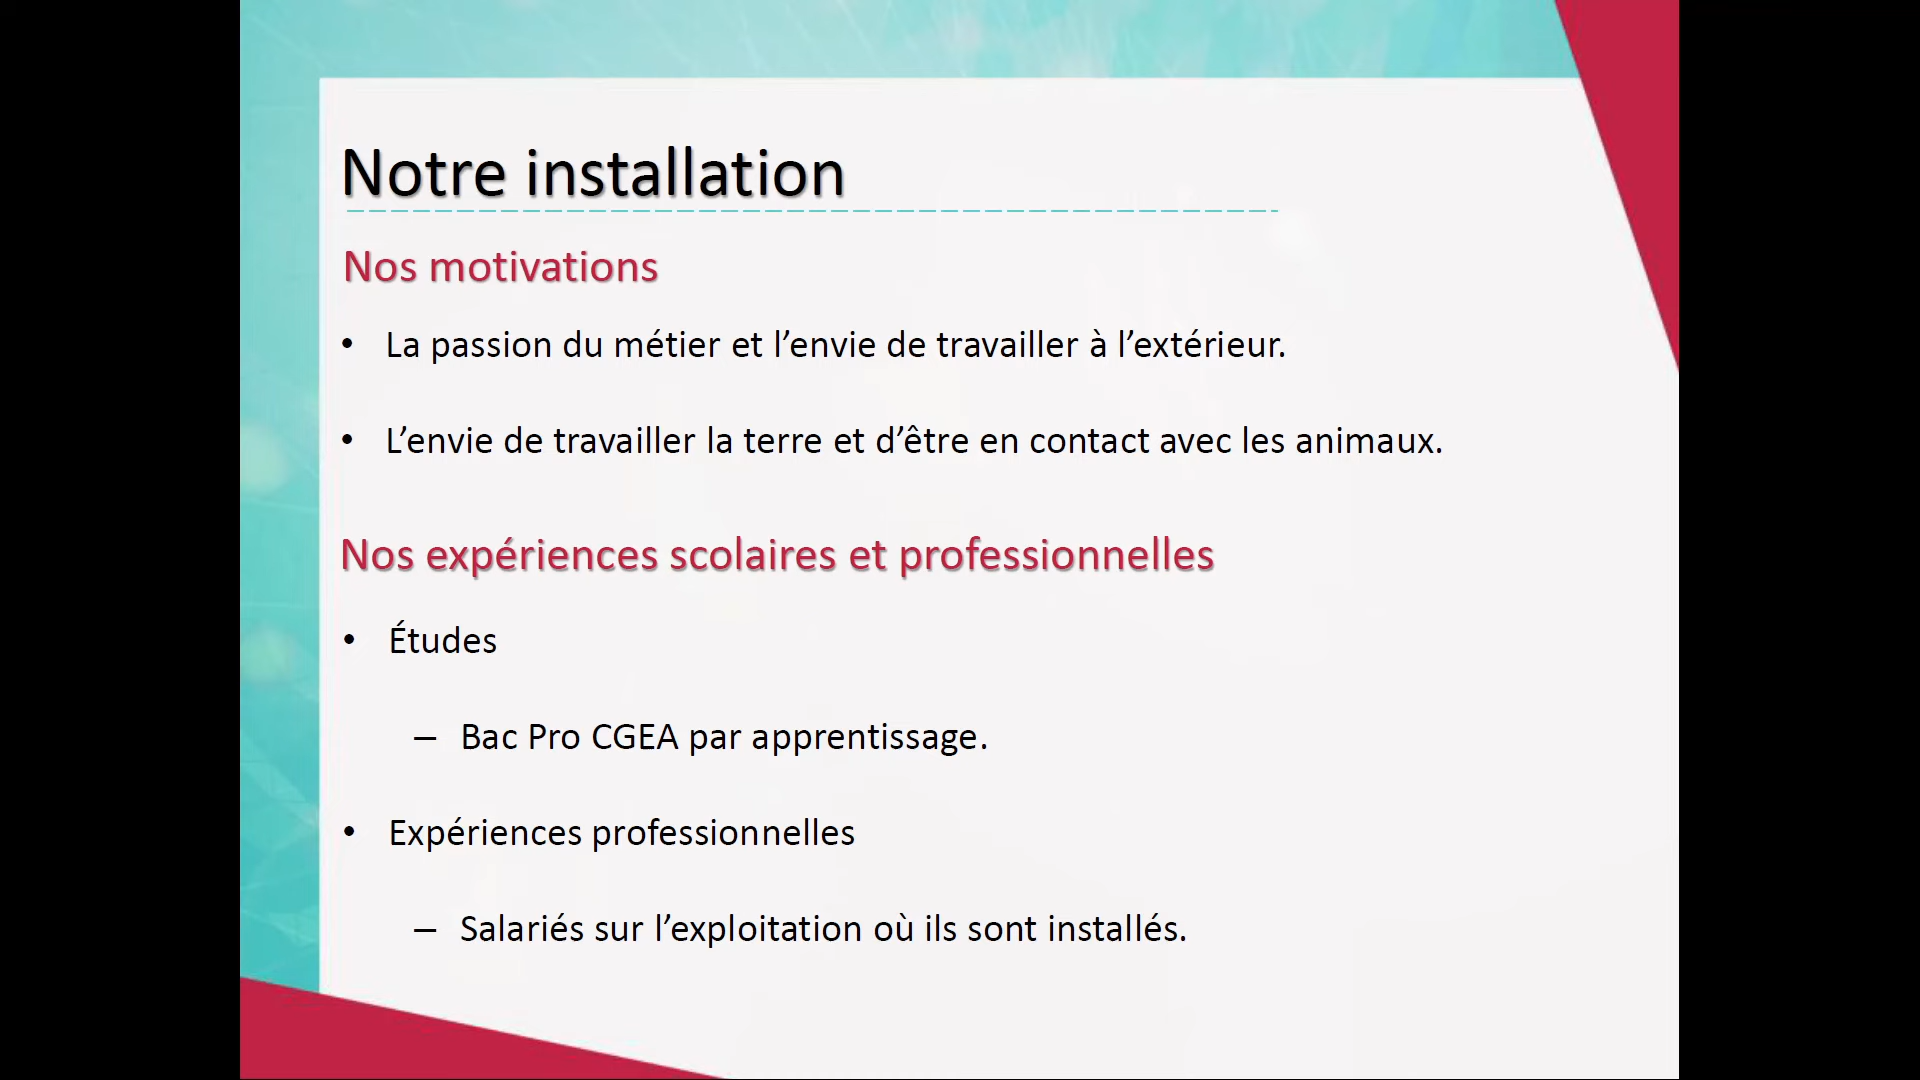 Notre installation
Nos motivations
• La passion du métier et l’envie de travailler à l’extérieur.
• L’envie de travailler la terre et d’être en contact avec les animaux.
Nos expériences scolaires et professionnelles
• Études
– Bac Pro CGEA par apprentissage.
• Expériences professionnelles
– Salariés sur l’exploitation où ils sont installés.